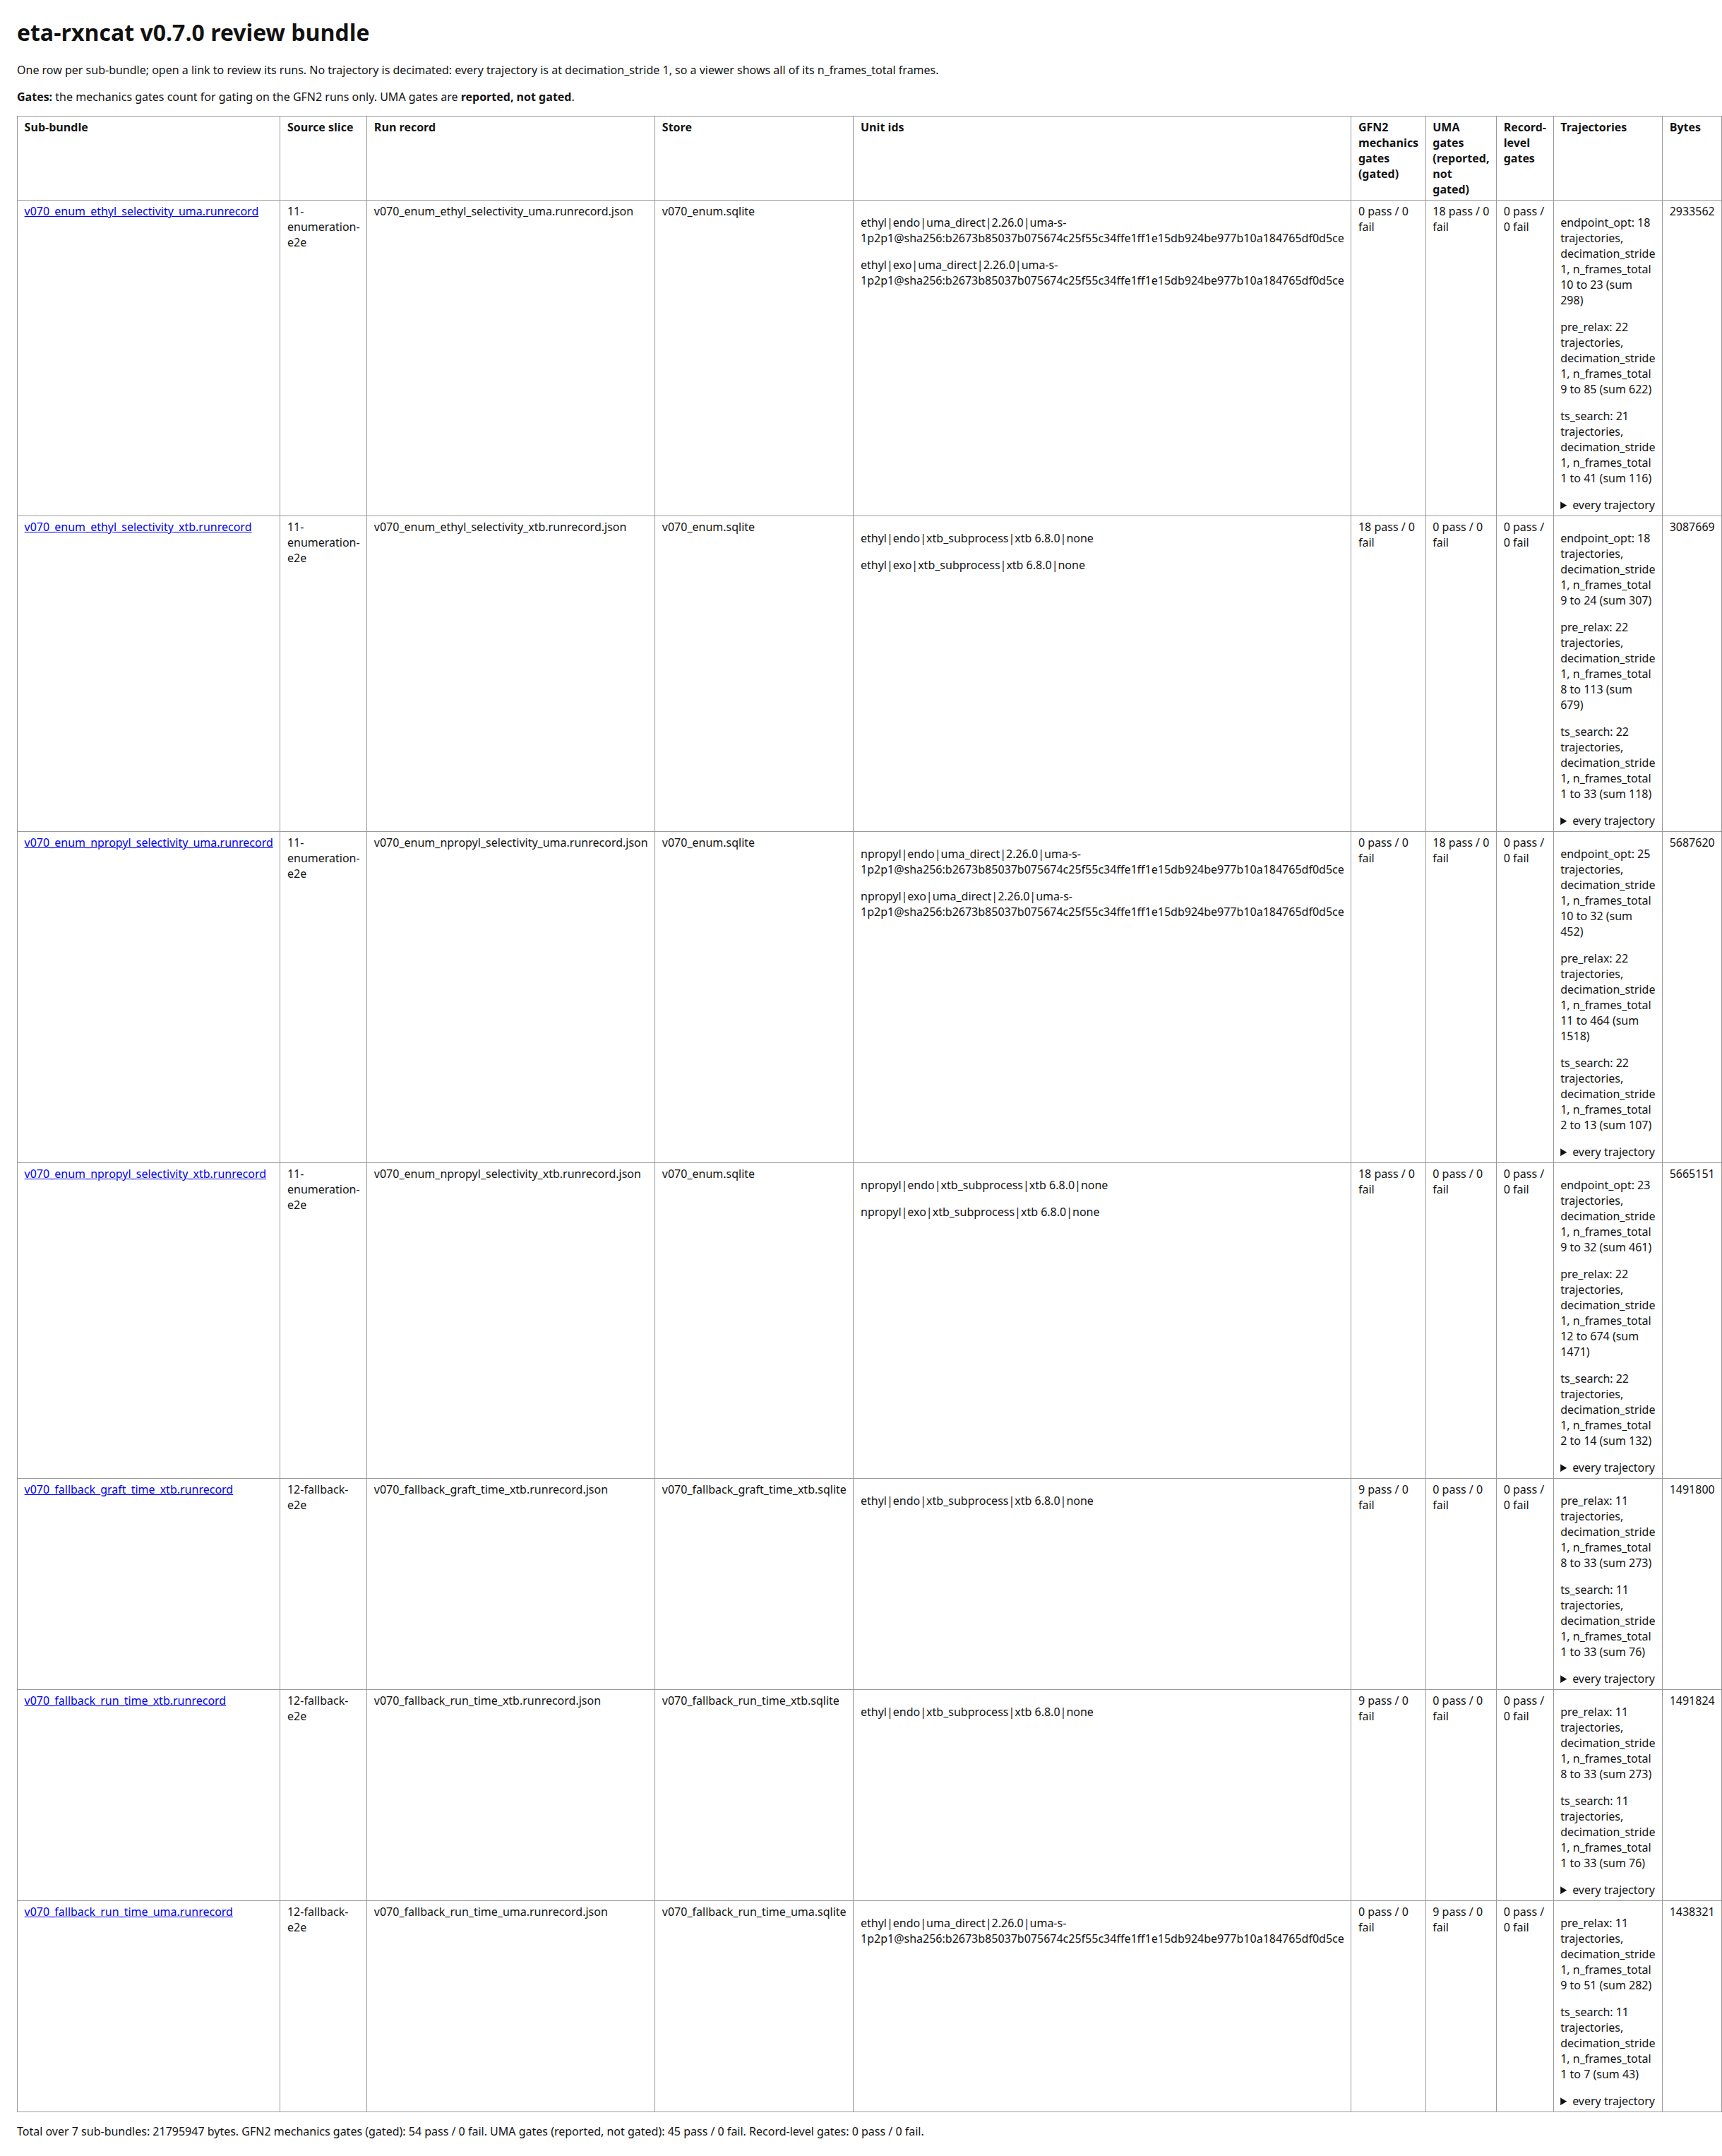 eta-rxncat v0.7.0 review bundle
One row per sub-bundle; open a link to review its runs. No trajectory is decimated: every trajectory is at decimation_stride 1, so a viewer shows all of its n_frames_total frames.
Gates: the mechanics gates count for gating on the GFN2 runs only. UMA gates are reported, not gated.
Sub-bundle
Source slice
Run record
Store
Unit ids
GFN2
mechanics
gates
(gated)
UMA
gates
(reported,
not
gated)
Record-
level
gates
Trajectories
Bytes
v070_enum_ethyl_selectivity_uma.runrecord
11-
enumeration-
e2e
v070_enum_ethyl_selectivity_uma.runrecord.json
v070_enum.sqlite
ethyl|endo|uma_direct|2.26.0|uma-s-
1p2p1@sha256:b2673b85037b075674c25f55c34ffe1ff1e15db924be977b10a184765df0d5ce
ethyl|exo|uma_direct|2.26.0|uma-s-
1p2p1@sha256:b2673b85037b075674c25f55c34ffe1ff1e15db924be977b10a184765df0d5ce
0 pass / 0
fail
18 pass / 0
fail
0 pass /
0 fail
endpoint_opt: 18
trajectories,
decimation_stride
1, n_frames_total
10 to 23 (sum
298)
pre_relax: 22
trajectories,
decimation_stride
1, n_frames_total
9 to 85 (sum 622)
ts_search: 21
trajectories,
decimation_stride
1, n_frames_total
1 to 41 (sum 116)
▶ every trajectory
2933562
v070_enum_ethyl_selectivity_xtb.runrecord
11-
enumeration-
e2e
v070_enum_ethyl_selectivity_xtb.runrecord.json
v070_enum.sqlite
ethyl|endo|xtb_subprocess|xtb 6.8.0|none
ethyl|exo|xtb_subprocess|xtb 6.8.0|none
18 pass / 0
fail
0 pass / 0
fail
0 pass /
0 fail
endpoint_opt: 18
trajectories,
decimation_stride
1, n_frames_total
9 to 24 (sum 307)
pre_relax: 22
trajectories,
decimation_stride
1, n_frames_total
8 to 113 (sum
679)
ts_search: 22
trajectories,
decimation_stride
1, n_frames_total
1 to 33 (sum 118)
▶ every trajectory
3087669
v070_enum_npropyl_selectivity_uma.runrecord
11-
enumeration-
e2e
v070_enum_npropyl_selectivity_uma.runrecord.json
v070_enum.sqlite
npropyl|endo|uma_direct|2.26.0|uma-s-
1p2p1@sha256:b2673b85037b075674c25f55c34ffe1ff1e15db924be977b10a184765df0d5ce
npropyl|exo|uma_direct|2.26.0|uma-s-
1p2p1@sha256:b2673b85037b075674c25f55c34ffe1ff1e15db924be977b10a184765df0d5ce
0 pass / 0
fail
18 pass / 0
fail
0 pass /
0 fail
endpoint_opt: 25
trajectories,
decimation_stride
1, n_frames_total
10 to 32 (sum
452)
pre_relax: 22
trajectories,
decimation_stride
1, n_frames_total
11 to 464 (sum
1518)
ts_search: 22
trajectories,
decimation_stride
1, n_frames_total
2 to 13 (sum 107)
▶ every trajectory
5687620
v070_enum_npropyl_selectivity_xtb.runrecord
11-
enumeration-
e2e
v070_enum_npropyl_selectivity_xtb.runrecord.json
v070_enum.sqlite
npropyl|endo|xtb_subprocess|xtb 6.8.0|none
npropyl|exo|xtb_subprocess|xtb 6.8.0|none
18 pass / 0
fail
0 pass / 0
fail
0 pass /
0 fail
endpoint_opt: 23
trajectories,
decimation_stride
1, n_frames_total
9 to 32 (sum 461)
pre_relax: 22
trajectories,
decimation_stride
1, n_frames_total
12 to 674 (sum
1471)
ts_search: 22
trajectories,
decimation_stride
1, n_frames_total
2 to 14 (sum 132)
▶ every trajectory
5665151
v070_fallback_graft_time_xtb.runrecord
12-fallback-
e2e
v070_fallback_graft_time_xtb.runrecord.json
v070_fallback_graft_time_xtb.sqlite
ethyl|endo|xtb_subprocess|xtb 6.8.0|none
9 pass / 0
fail
0 pass / 0
fail
0 pass /
0 fail
pre_relax: 11
trajectories,
decimation_stride
1, n_frames_total
8 to 33 (sum 273)
ts_search: 11
trajectories,
decimation_stride
1, n_frames_total
1 to 33 (sum 76)
▶ every trajectory
1491800
v070_fallback_run_time_xtb.runrecord
12-fallback-
e2e
v070_fallback_run_time_xtb.runrecord.json
v070_fallback_run_time_xtb.sqlite
ethyl|endo|xtb_subprocess|xtb 6.8.0|none
9 pass / 0
fail
0 pass / 0
fail
0 pass /
0 fail
pre_relax: 11
trajectories,
decimation_stride
1, n_frames_total
8 to 33 (sum 273)
ts_search: 11
trajectories,
decimation_stride
1, n_frames_total
1 to 33 (sum 76)
▶ every trajectory
1491824
v070_fallback_run_time_uma.runrecord
12-fallback-
e2e
v070_fallback_run_time_uma.runrecord.json
v070_fallback_run_time_uma.sqlite
ethyl|endo|uma_direct|2.26.0|uma-s-
1p2p1@sha256:b2673b85037b075674c25f55c34ffe1ff1e15db924be977b10a184765df0d5ce
0 pass / 0
fail
9 pass / 0
fail
0 pass /
0 fail
pre_relax: 11
trajectories,
decimation_stride
1, n_frames_total
9 to 51 (sum 282)
ts_search: 11
trajectories,
decimation_stride
1, n_frames_total
1 to 7 (sum 43)
▶ every trajectory
1438321
Total over 7 sub-bundles: 21795947 bytes. GFN2 mechanics gates (gated): 54 pass / 0 fail. UMA gates (reported, not gated): 45 pass / 0 fail. Record-level gates: 0 pass / 0 fail.